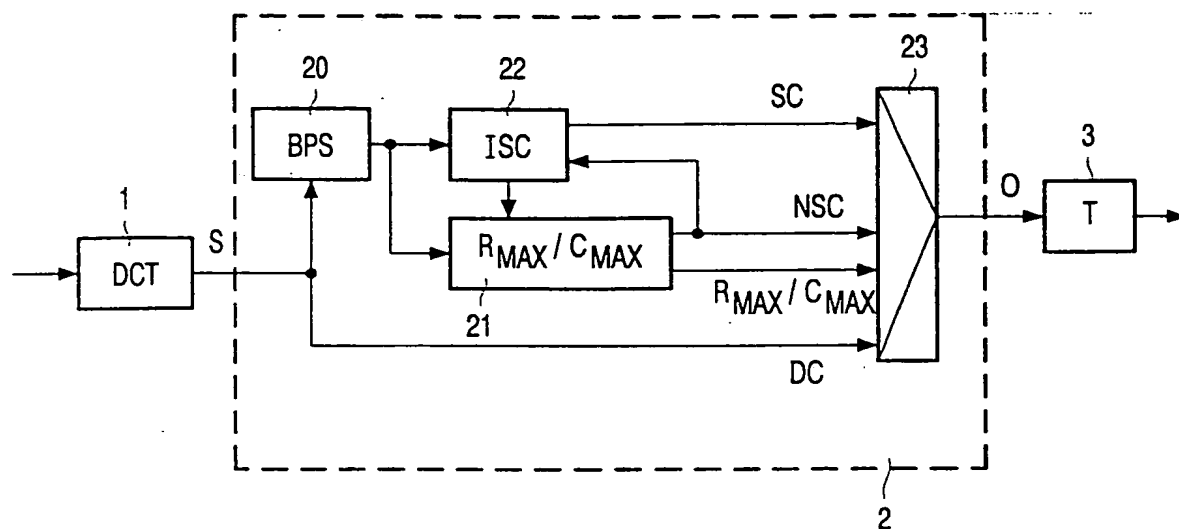 20
22
23
SC
BPS
ISC
3
1
O
NSC
T
S
R_MAX / C_MAX
DCT
R_MAX / C_MAX
21
DC
2